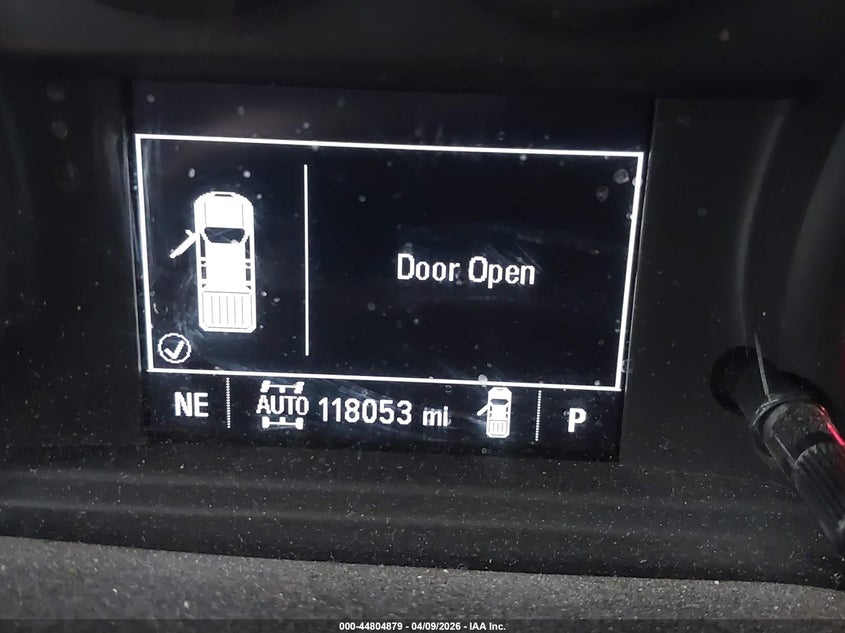 Door Open
NE AUTO 118053 mi P
000-44804879 - 04/09/2026 - IAA Inc.